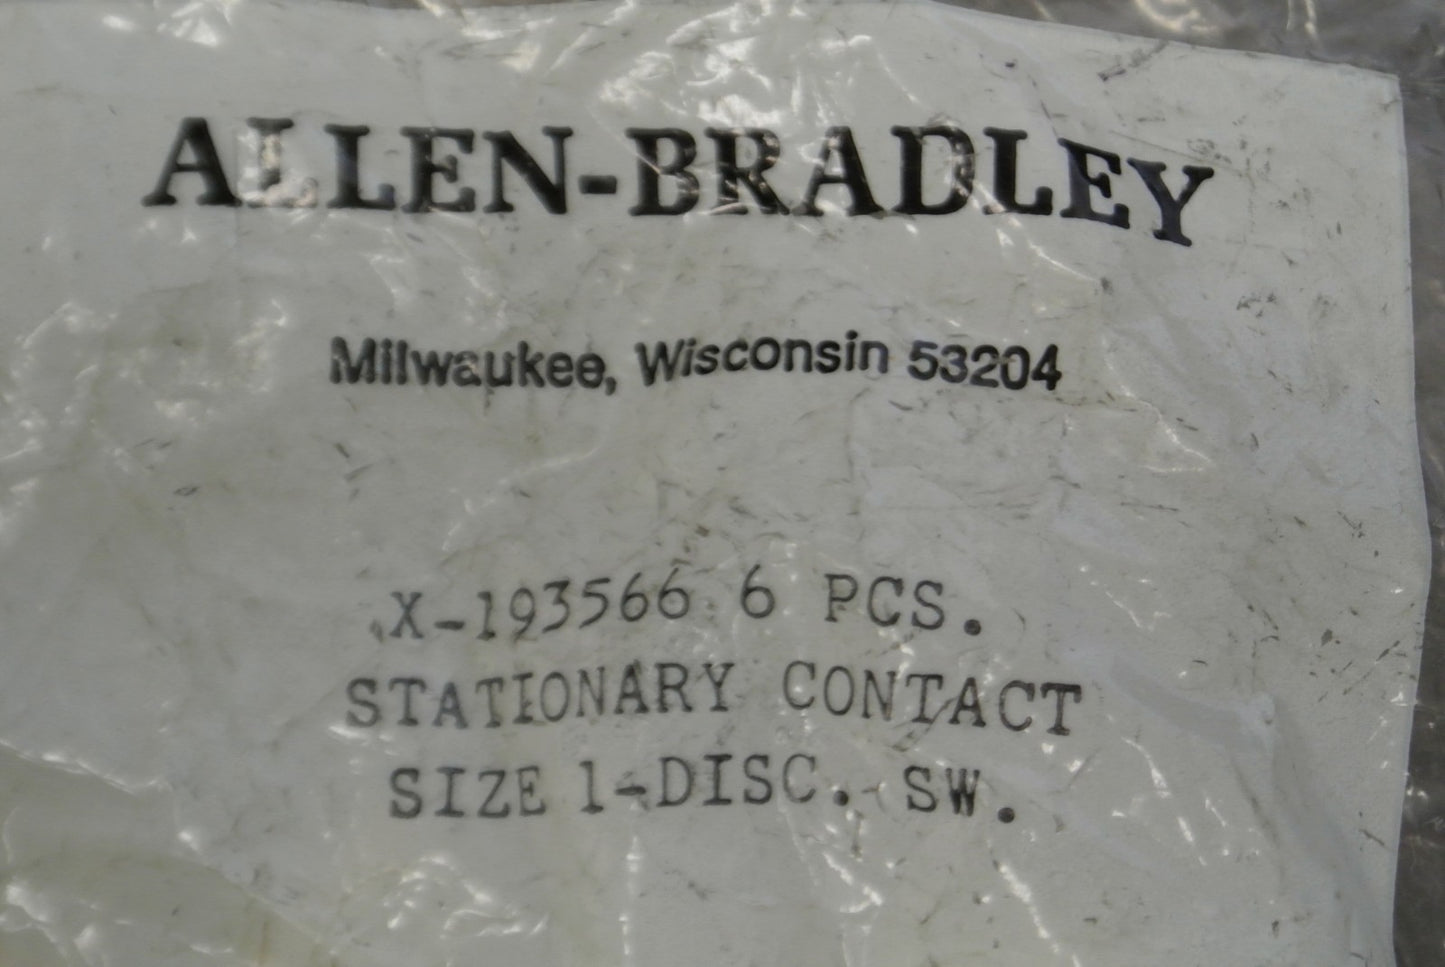 ALLEN-BRADLEY
Milwaukee, Wisconsin 53204
X-193566 6 PCS.
STATIONARY CONTACT
SIZE 1-DISC. SW.